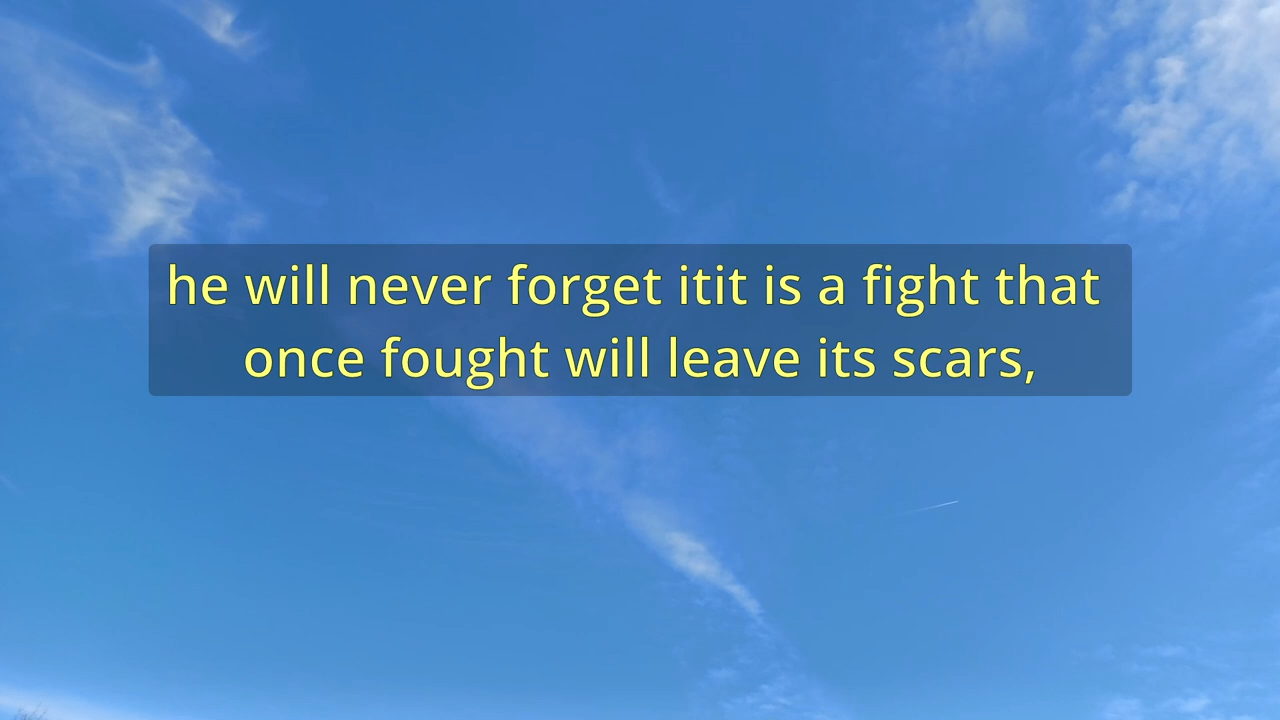 he will never forget itit is a fight that
once fought will leave its scars,